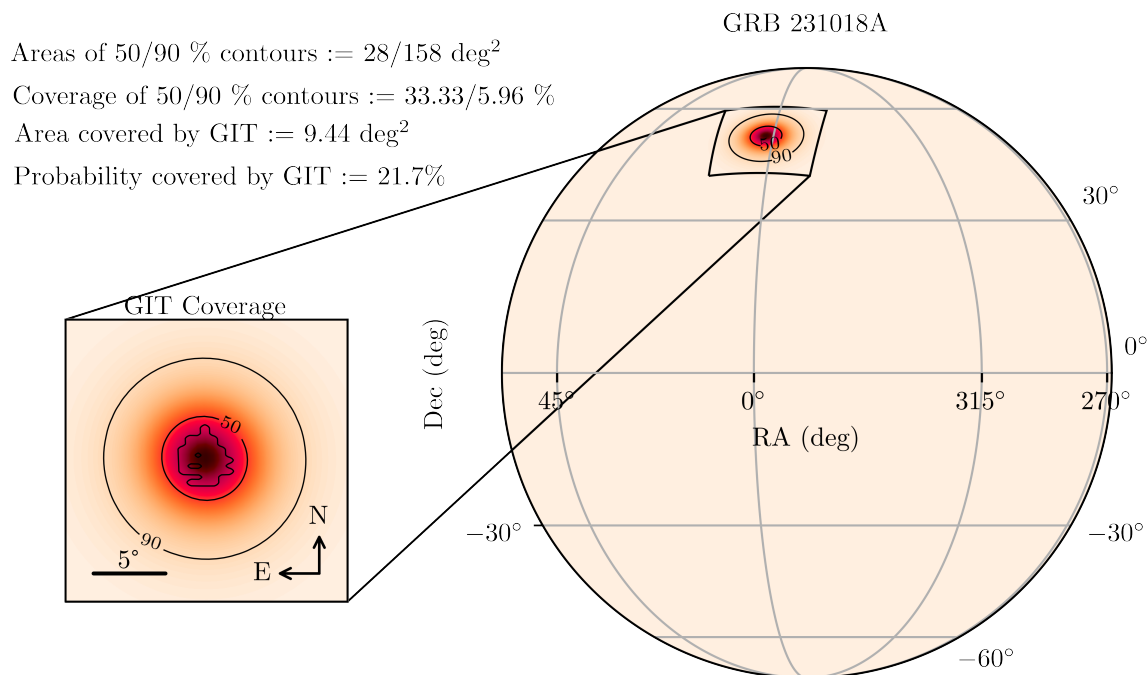 GRB 231018A
Areas of 50/90 % contours := 28/158 deg²
Coverage of 50/90 % contours := 33.33/5.96 %
Area covered by GIT := 9.44 deg²
Probability covered by GIT := 21.7%
50
90
30°
GIT Coverage
Dec (deg)
0°
45°
0°
315°
270°
RA (deg)
50
90
5°
N
E
−30°
−30°
−60°